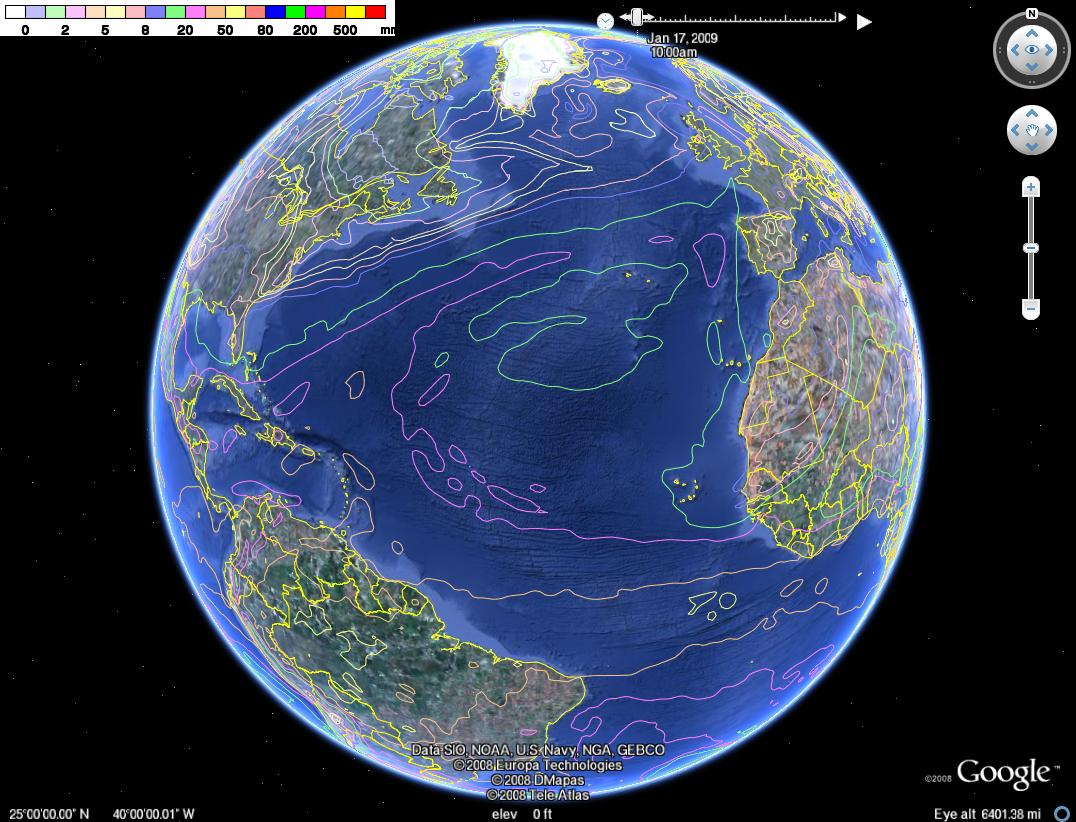 0 2 5 8 20 50 80 200 500 mm
N
Jan 17, 2009
10:00am
Data SIO, NOAA, U.S. Navy, NGA, GEBCO
©2008 Europa Technologies
© 2008 DMapas
©2008 Tele Atlas
©2008 Google™
25°00'00.00" N 40°00'00.01" W elev 0 ft Eye alt 6401.38 mi